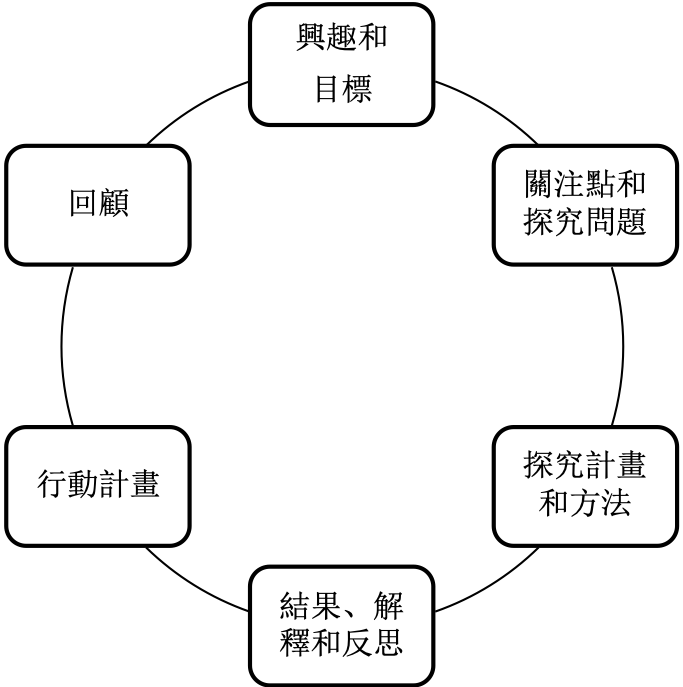 興趣和
目標
關注點和
探究問題
探究計畫
和方法
結果、解
釋和反思
行動計畫
回顧